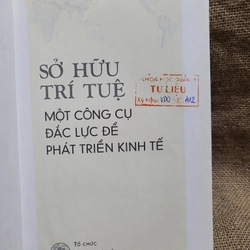 SỞ HỮU
TRÍ TUỆ
MỘT CÔNG CỤ
ĐẮC LỰC ĐỂ
PHÁT TRIỂN KINH TẾ
TƯ LIỆU
TỔ CHỨC